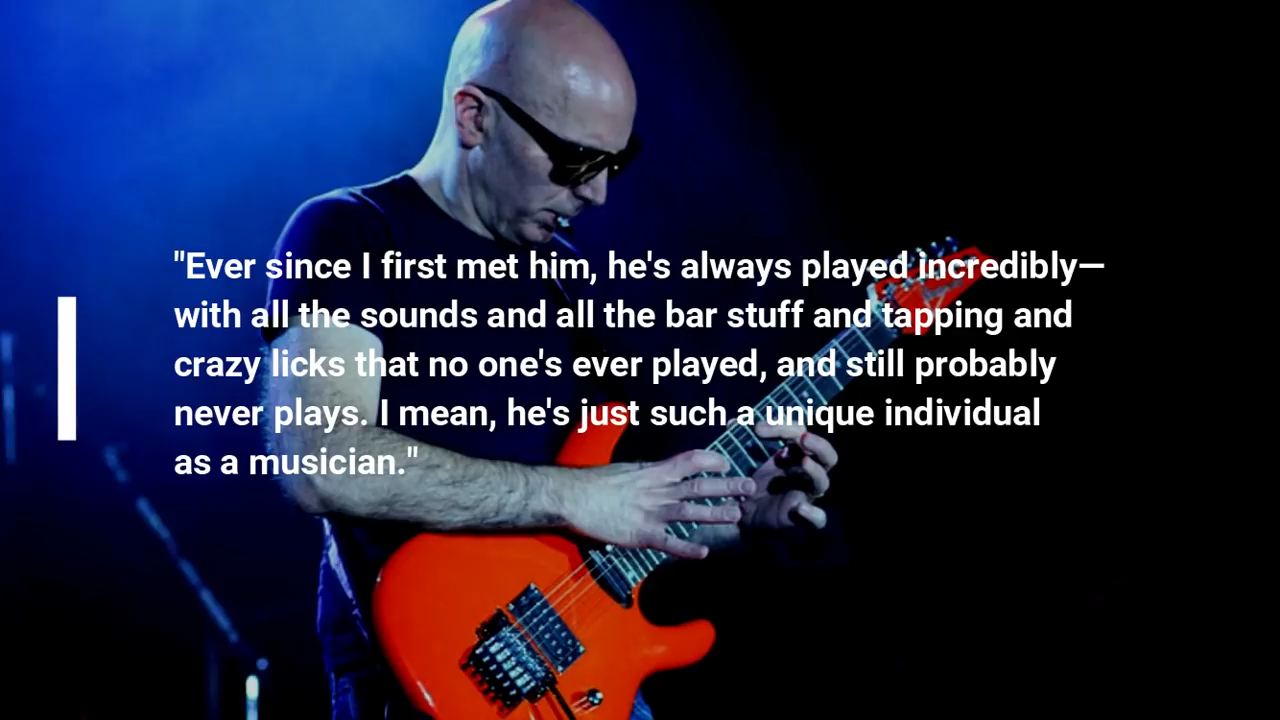 "Ever since I first met him, he's always played incredibly—
with all the sounds and all the bar stuff and tapping and
crazy licks that no one's ever played, and still probably
never plays. I mean, he's just such a unique individual
as a musician."